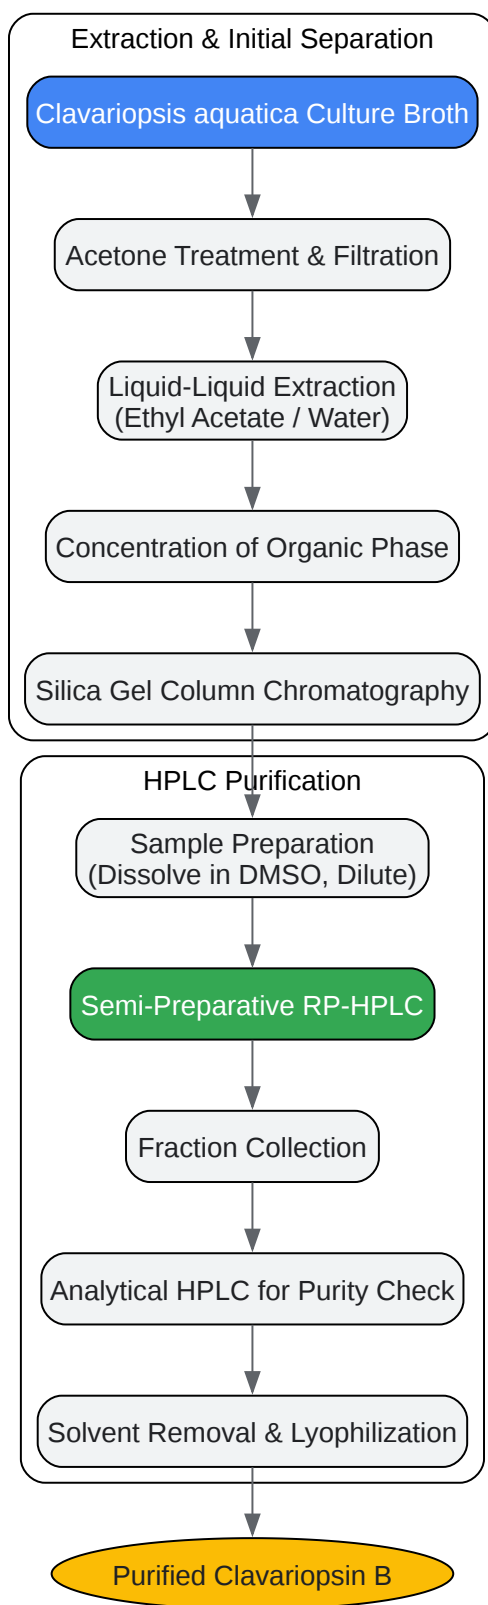 Extraction & Initial Separation
Clavariopsis aquatica Culture Broth
Acetone Treatment & Filtration
Liquid-Liquid Extraction
(Ethyl Acetate / Water)
Concentration of Organic Phase
Silica Gel Column Chromatography
HPLC Purification
Sample Preparation
(Dissolve in DMSO, Dilute)
Semi-Preparative RP-HPLC
Fraction Collection
Analytical HPLC for Purity Check
Solvent Removal & Lyophilization
Purified Clavariopsin B